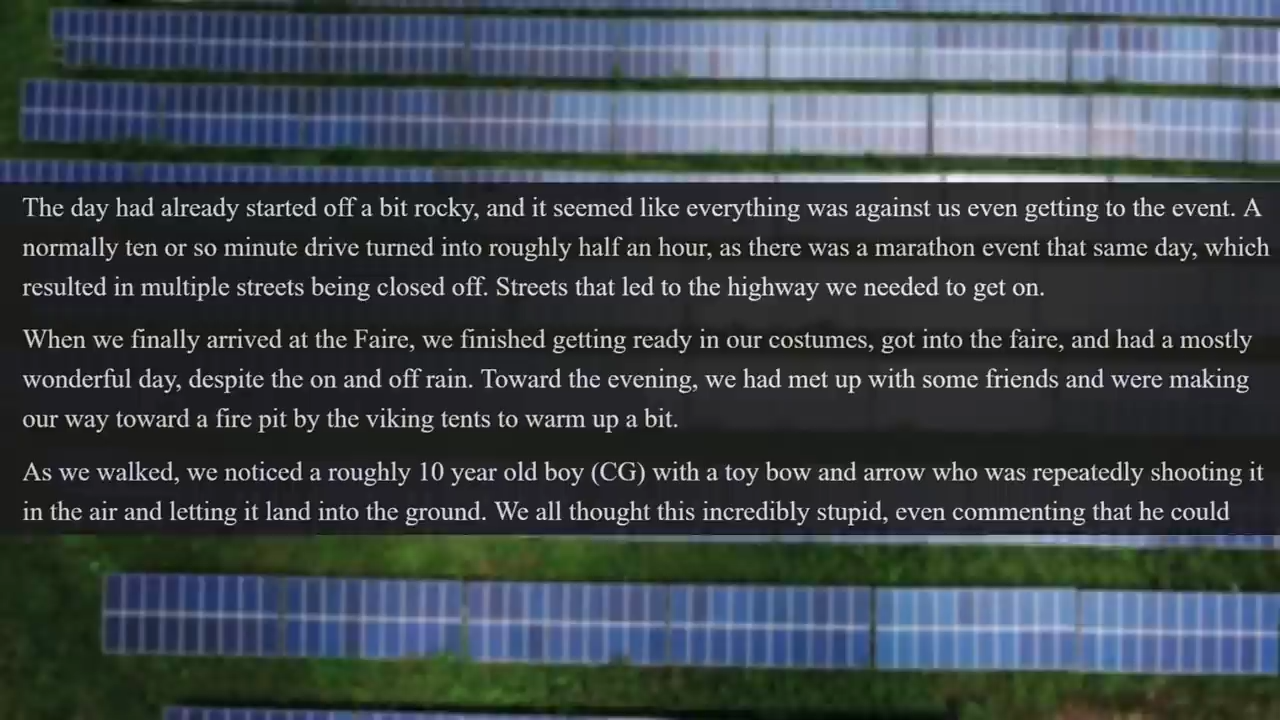 The day had already started off a bit rocky, and it seemed like everything was against us even getting to the event. A
normally ten or so minute drive turned into roughly half an hour, as there was a marathon event that same day, which
resulted in multiple streets being closed off. Streets that led to the highway we needed to get on.
When we finally arrived at the Faire, we finished getting ready in our costumes, got into the faire, and had a mostly
wonderful day, despite the on and off rain. Toward the evening, we had met up with some friends and were making
our way toward a fire pit by the viking tents to warm up a bit.
As we walked, we noticed a roughly 10 year old boy (CG) with a toy bow and arrow who was repeatedly shooting it
in the air and letting it land into the ground. We all thought this incredibly stupid, even commenting that he could